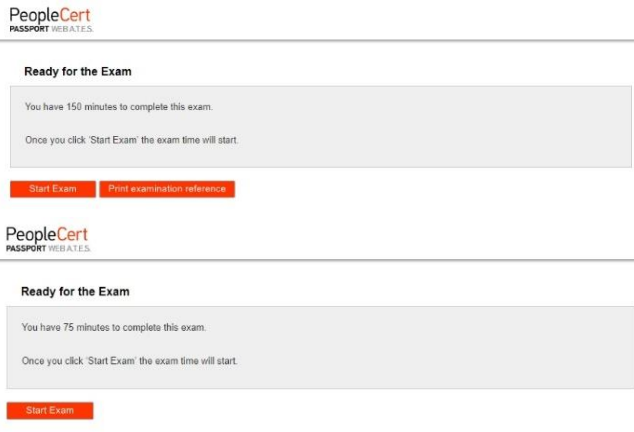 PeopleCert
PASSPORT WEB A.T.E.S.
Ready for the Exam
You have 150 minutes to complete this exam.
Once you click 'Start Exam' the exam time will start.
Start Exam Print examination reference
PeopleCert
PASSPORT WEB A.T.E.S.
Ready for the Exam
You have 75 minutes to complete this exam.
Once you click 'Start Exam' the exam time will start.
Start Exam